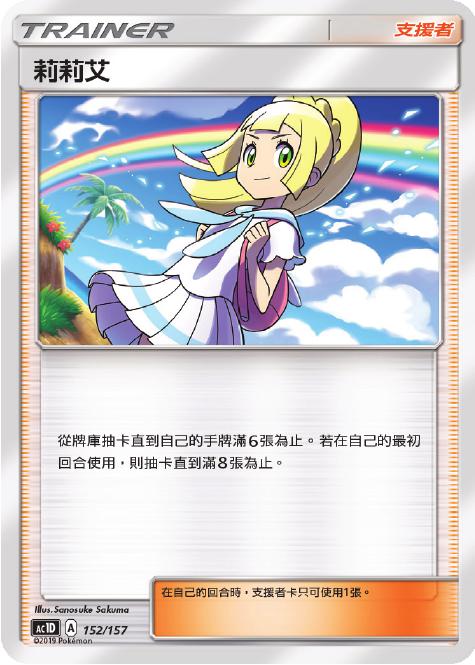 TRAINER
支援者
莉莉艾
從牌庫抽卡直到自己的手牌滿6張為止。若在自己的最初
回合使用，則抽卡直到滿8張為止。
在自己的回合時，支援者卡只可使用1張。
Illus.Sanosuke Sakuma
AC1D A 152/157
©2019 Pokémon